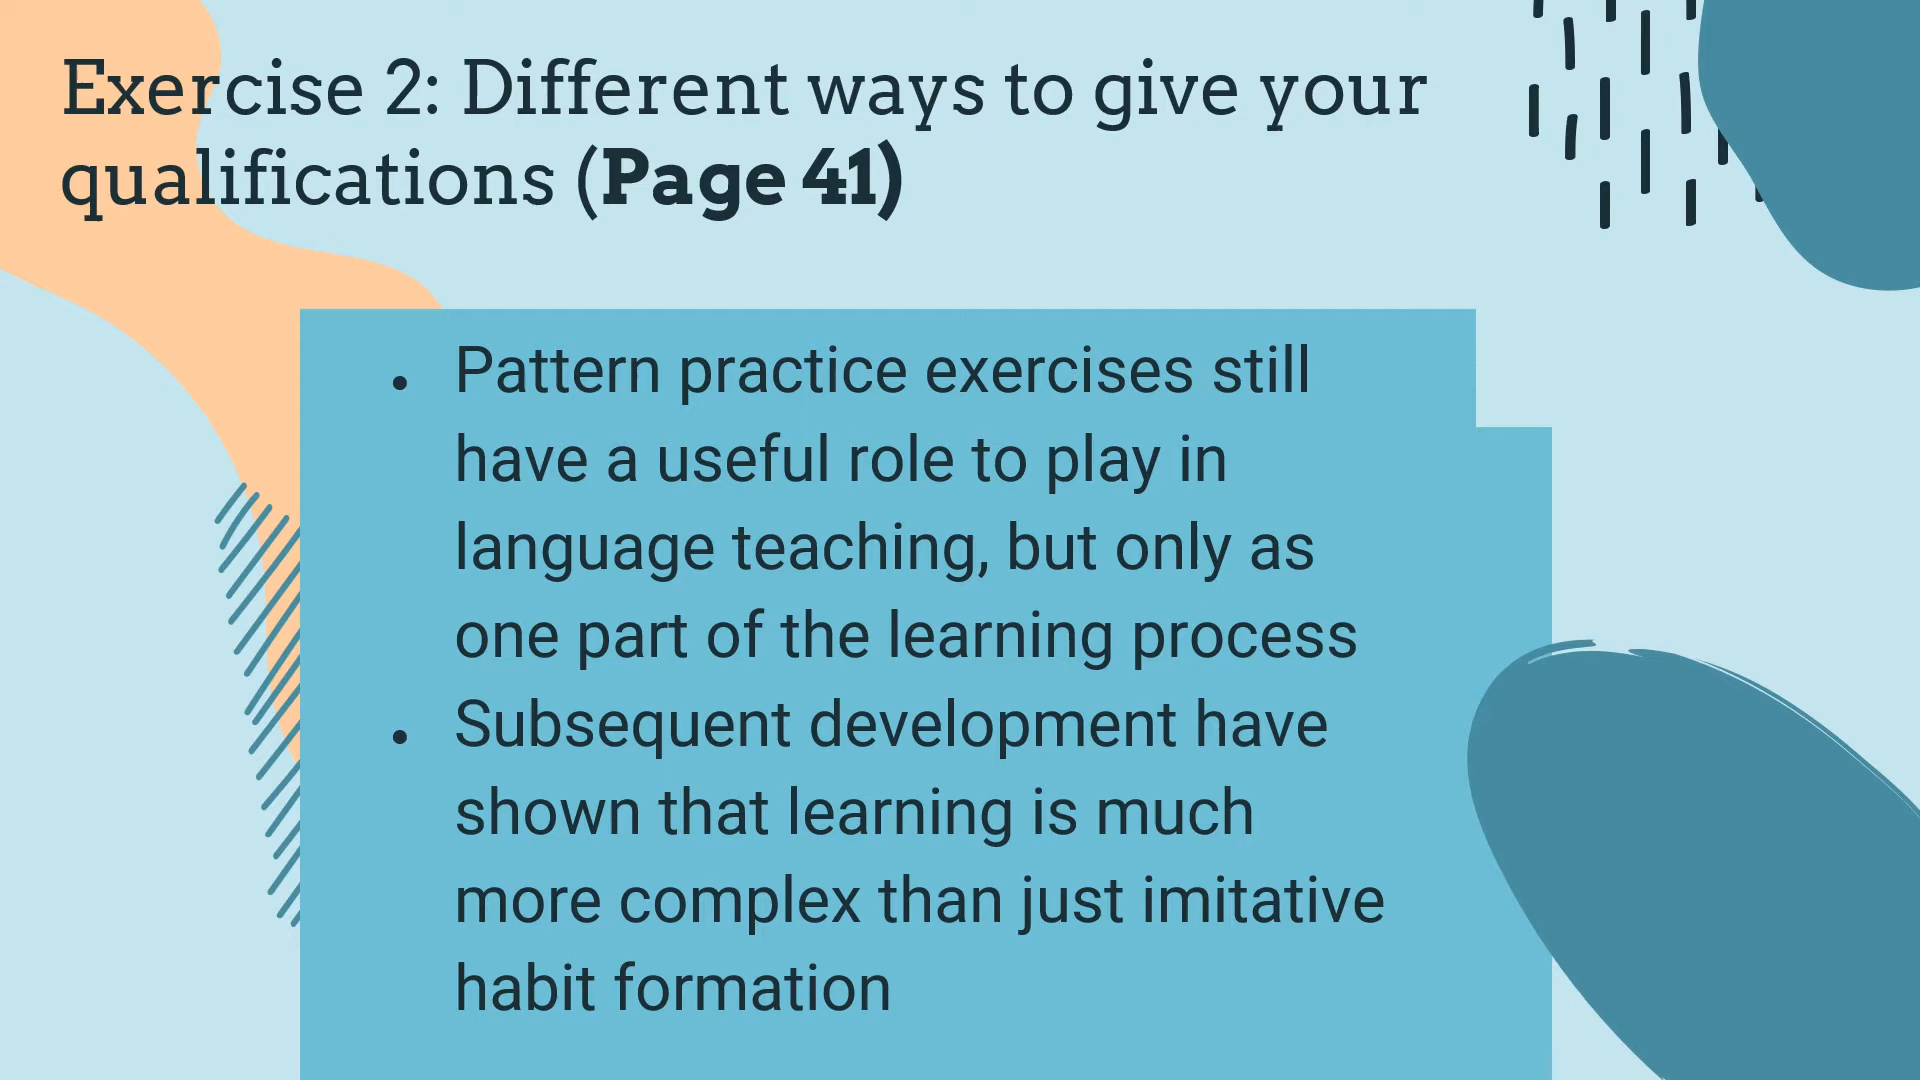 Exercise 2: Different ways to give your
qualifications (Page 41)
• Pattern practice exercises still
have a useful role to play in
language teaching, but only as
one part of the learning process
• Subsequent development have
shown that learning is much
more complex than just imitative
habit formation